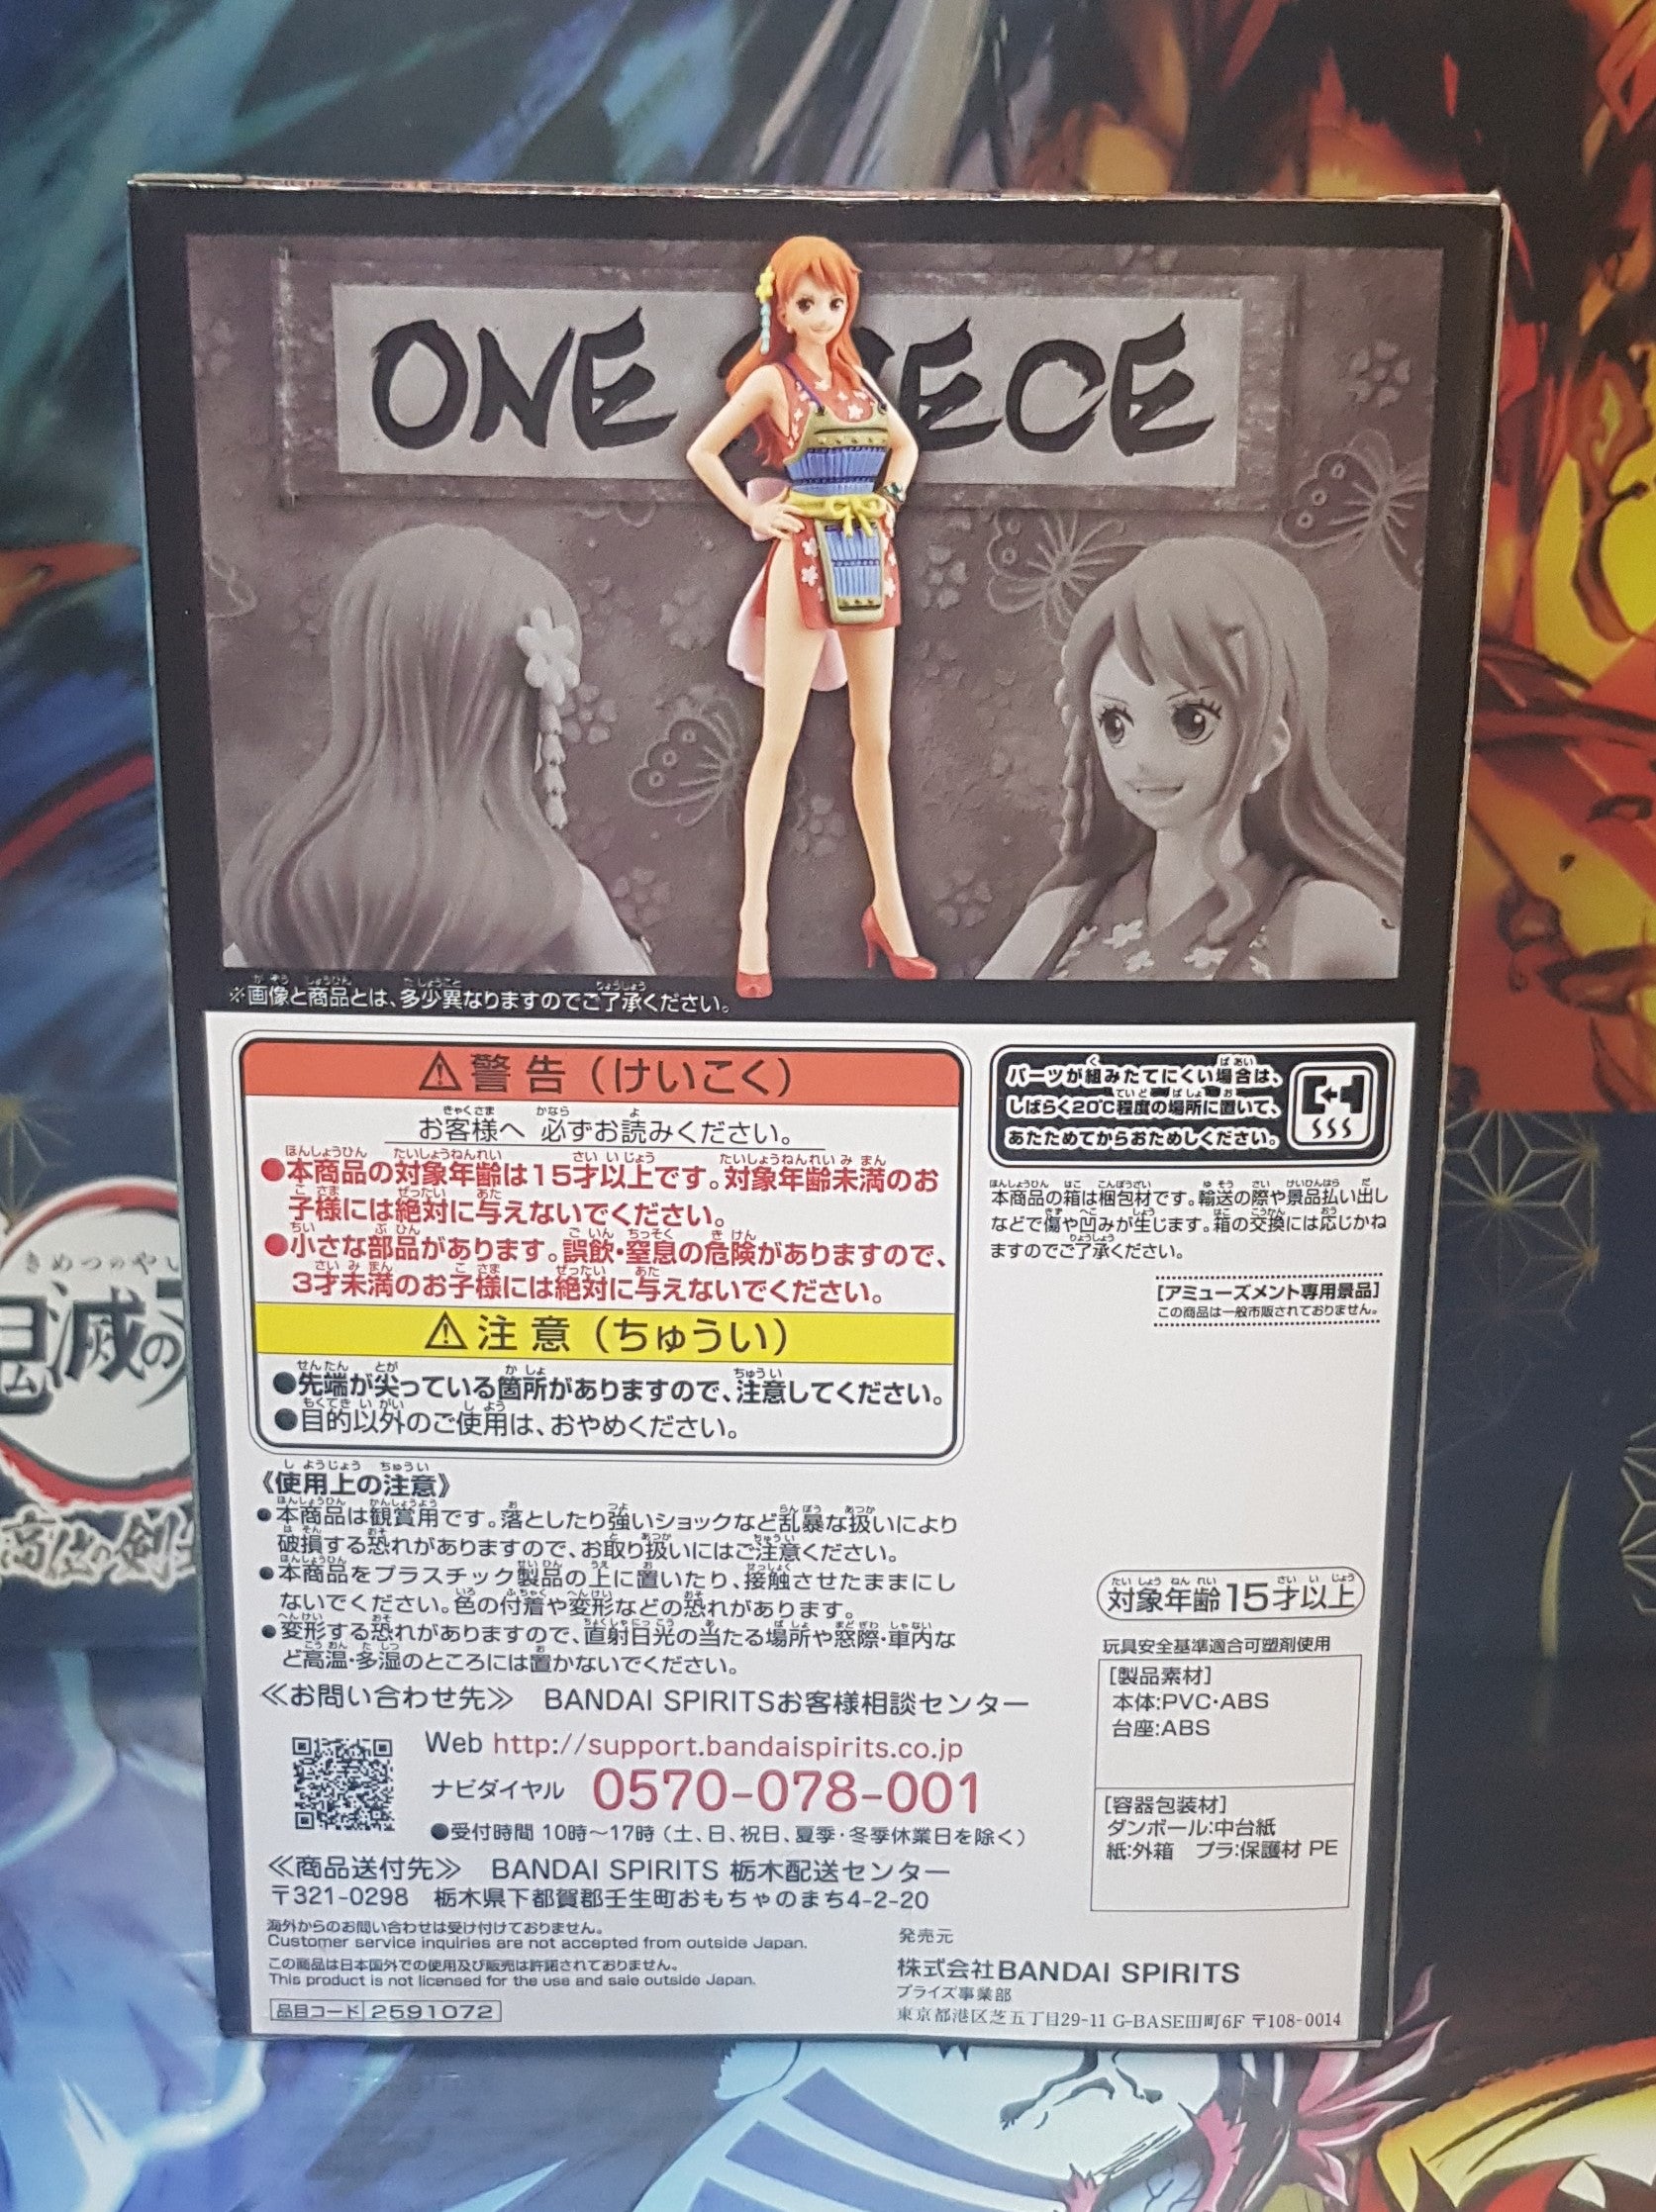 ONE PIECE
※画像と商品とは、多少異なりますのでご了承ください。
⚠警告（けいこく）
お客様へ 必ずお読みください。
●本商品の対象年齢は15才以上です。対象年齢未満のお
子様には絶対に与えないでください。
●小さな部品があります。誤飲・窒息の危険がありますので、
3才未満のお子様には絶対に与えないでください。
⚠注意（ちゅうい）
●先端が尖っている箇所がありますので、注意してください。
●目的以外のご使用は、おやめください。
パーツが組みたてにくい場合は、
しばらく20℃程度の場所に置いて、
あたためてからおためしください。
本商品の箱は梱包材です。輸送の際や景品払い出し
などで傷や凹みが生じます。箱の交換には応じかね
ますのでご了承ください。
[アミューズメント専用景品]
この商品は一般市販されておりません。
《使用上の注意》
●本商品は観賞用です。落としたり強いショックなど乱暴な扱いにより
破損する恐れがありますので、お取り扱いにはご注意ください。
●本商品をプラスチック製品の上に置いたり、接触させたままにし
ないでください。色の付着や変形などの恐れがあります。
●変形する恐れがありますので、直射日光の当たる場所や窓際・車内な
ど高温・多湿のところには置かないでください。
対象年齢15才以上
玩具安全基準適合可塑剤使用
[製品素材]
本体:PVC・ABS
台座:ABS
[容器包装材]
ダンボール:中台紙
紙:外箱 プラ:保護材 PE
≪お問い合わせ先≫ BANDAI SPIRITSお客様相談センター
Web http://support.bandaispirits.co.jp
ナビダイヤル 0570-078-001
●受付時間 10時～17時（土、日、祝日、夏季・冬季休業日を除く）
≪商品送付先≫ BANDAI SPIRITS 栃木配送センター
〒321-0298 栃木県下都賀郡壬生町おもちゃのまち4-2-20
海外からのお問い合わせは受け付けておりません。
Customer service inquiries are not accepted from outside Japan.
この商品は日本国外での使用及び販売は許諾されておりません。
This product is not licensed for the use and sale outside Japan.
品目コード 2591072
発売元
株式会社BANDAI SPIRITS
プライズ事業部
東京都港区芝五丁目29-11 G-BASE田町6F 〒108-0014
きめつのやい
滅の